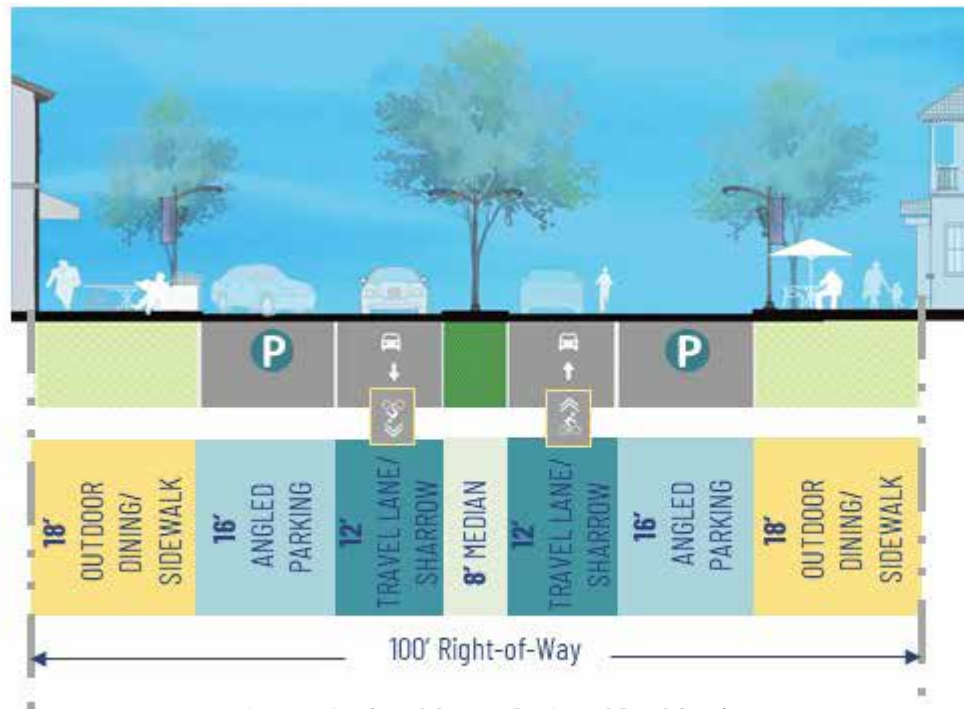 P
P
18'
OUTDOOR
DINING/
SIDEWALK
16'
ANGLED
PARKING
12'
TRAVEL LANE/
SHARROW
8' MEDIAN
12'
TRAVEL LANE/
SHARROW
16'
ANGLED
PARKING
18'
OUTDOOR
DINING/
SIDEWALK
100' Right-of-Way